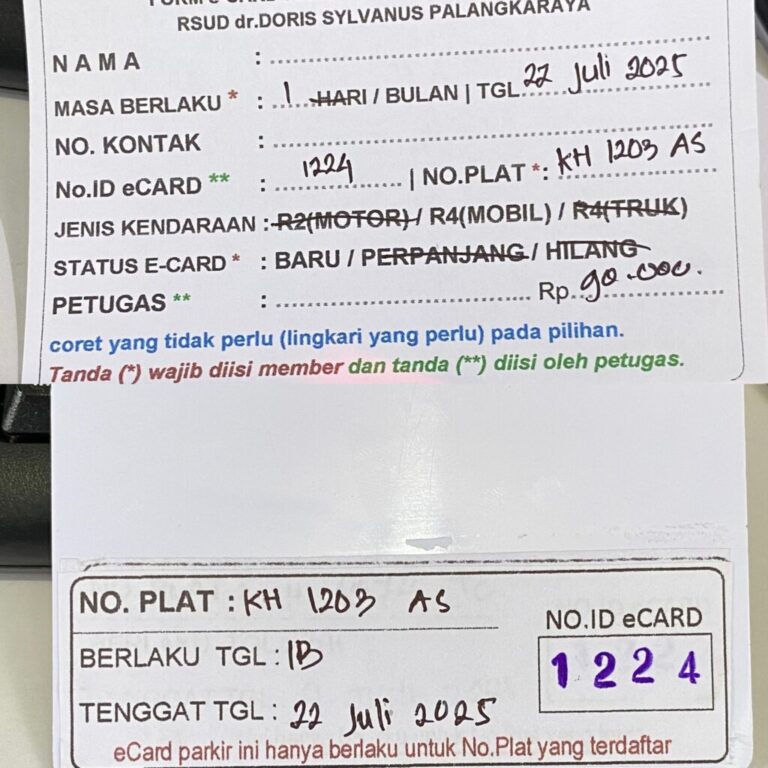 RSUD dr.DORIS SYLVANUS PALANGKARAYA
NAMA :
MASA BERLAKU * : 1 HARI / BULAN | TGL 22 Juli 2025
NO. KONTAK :
No.ID eCARD ** : 1224 | NO.PLAT *: KH 1203 AS
JENIS KENDARAAN : R2(MOTOR) / R4(MOBIL) / R4(TRUK)
STATUS E-CARD * : BARU / PERPANJANG / HILANG
PETUGAS ** : Rp. 90.000.
coret yang tidak perlu (lingkari yang perlu) pada pilihan.
Tanda (*) wajib diisi member dan tanda (**) diisi oleh petugas.
NO. PLAT : KH 1203 AS
BERLAKU TGL : 1B
TENGGAT TGL : 22 Juli 2025
NO.ID eCARD
1224
eCard parkir ini hanya berlaku untuk No.Plat yang terdaftar